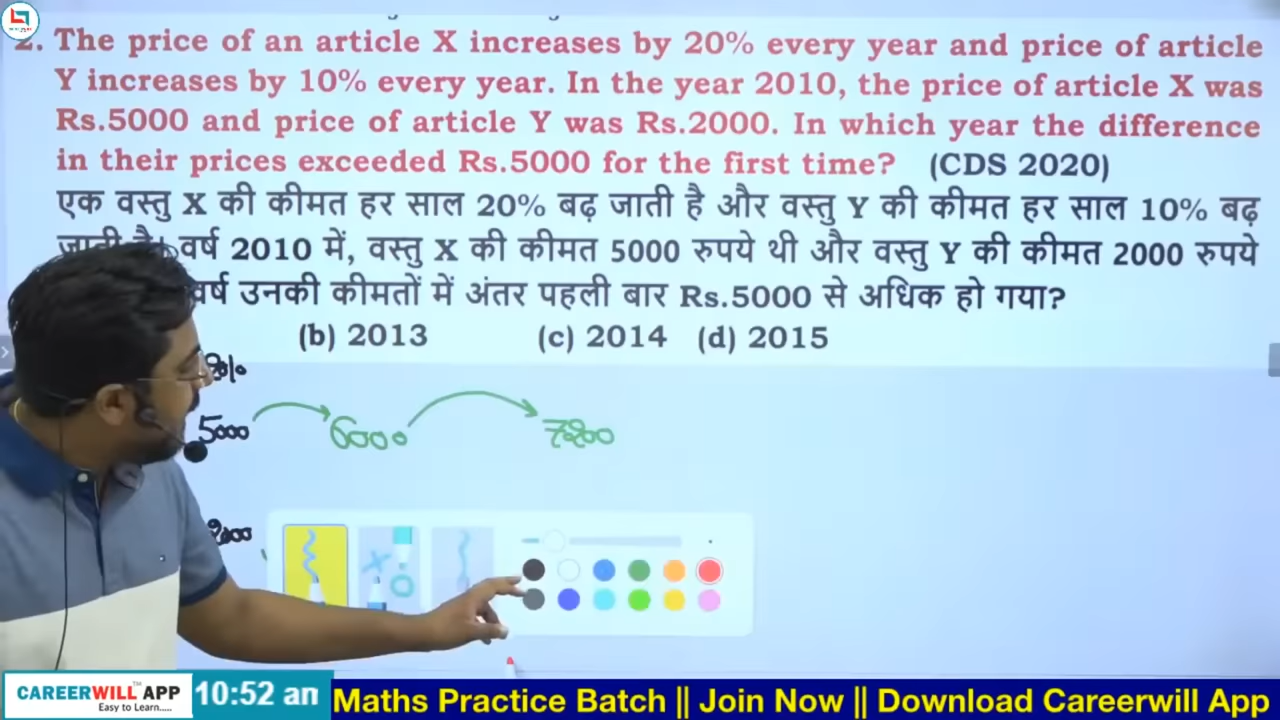 2. The price of an article X increases by 20% every year and price of article
Y increases by 10% every year. In the year 2010, the price of article X was
Rs.5000 and price of article Y was Rs.2000. In which year the difference
in their prices exceeded Rs.5000 for the first time? (CDS 2020)
एक वस्तु X की कीमत हर साल 20% बढ़ जाती है और वस्तु Y की कीमत हर साल 10% बढ़
जाती है। वर्ष 2010 में, वस्तु X की कीमत 5000 रुपये थी और वस्तु Y की कीमत 2000 रुपये
वर्ष उनकी कीमतों में अंतर पहली बार Rs.5000 से अधिक हो गया?
(b) 2013 (c) 2014 (d) 2015
5000 6000 7200
2000
CAREERWILL APP
Easy to Learn.....
10:52 an
Maths Practice Batch || Join Now || Download Careerwill App